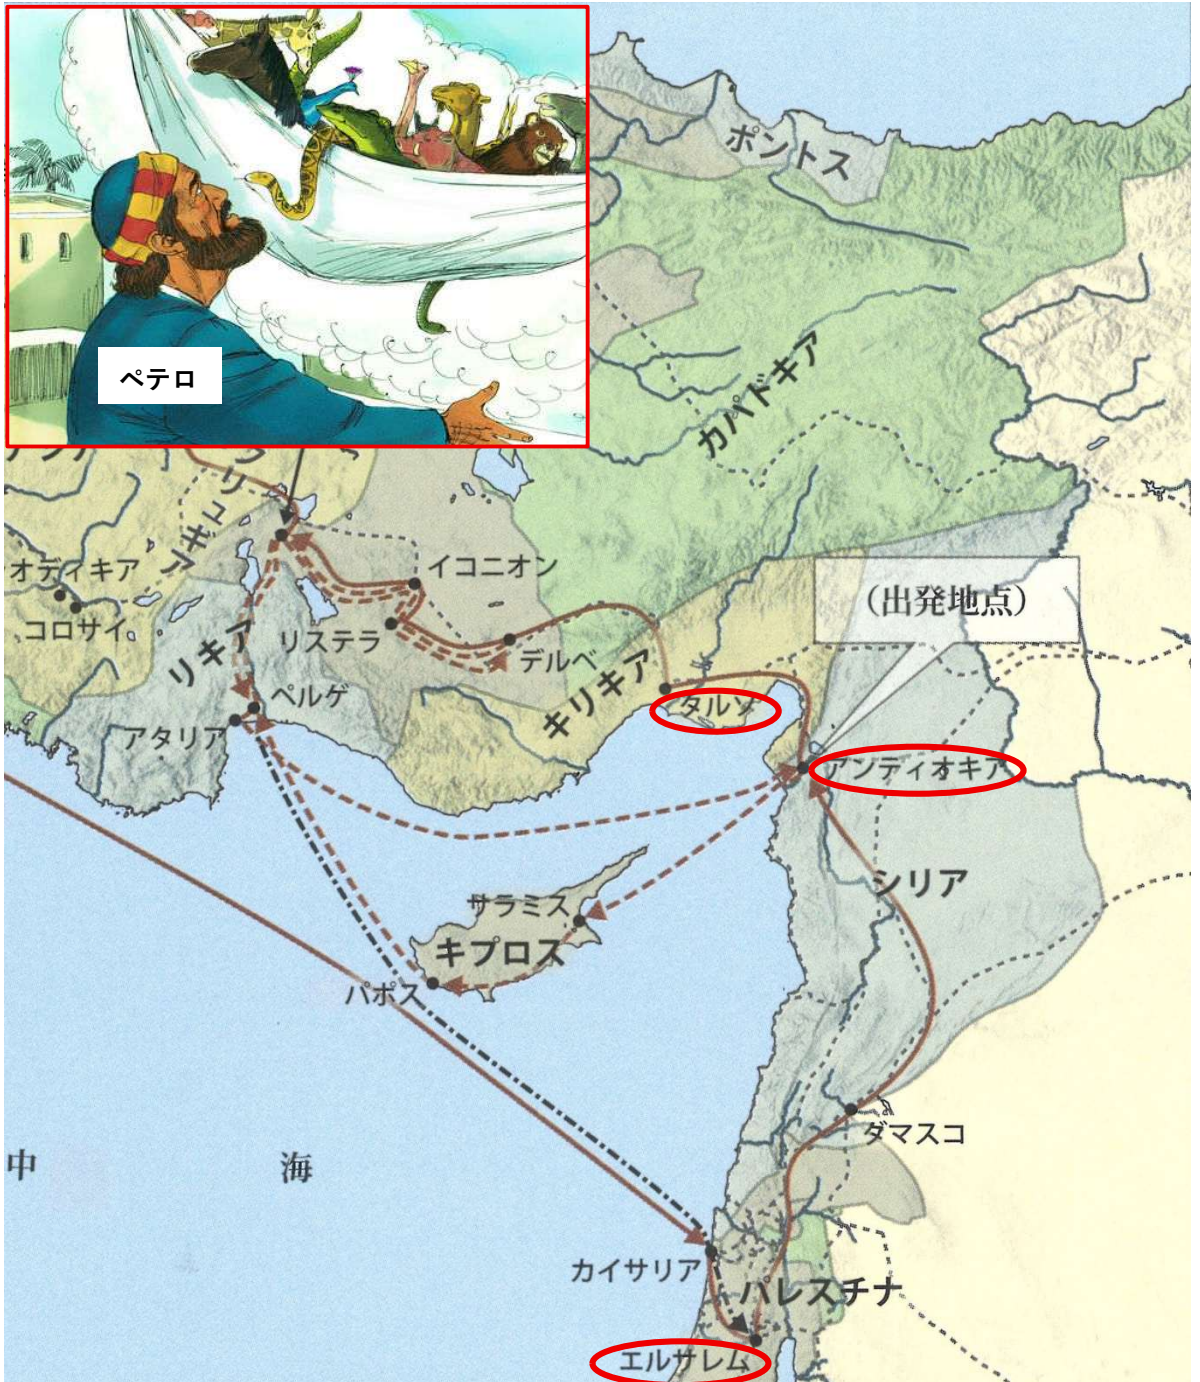 ペテロ
ポントス
カパドキア
フリュギア
イコニオン
(出発地点)
オディキア
コロサイ
リステラ
デルベ
リキア
キリキア
タルソ
ペルゲ
アタリア
アンティオキア
シリア
サラミス
キプロス
パポス
ダマスコ
中海
カイサリア
パレスチナ
エルサレム